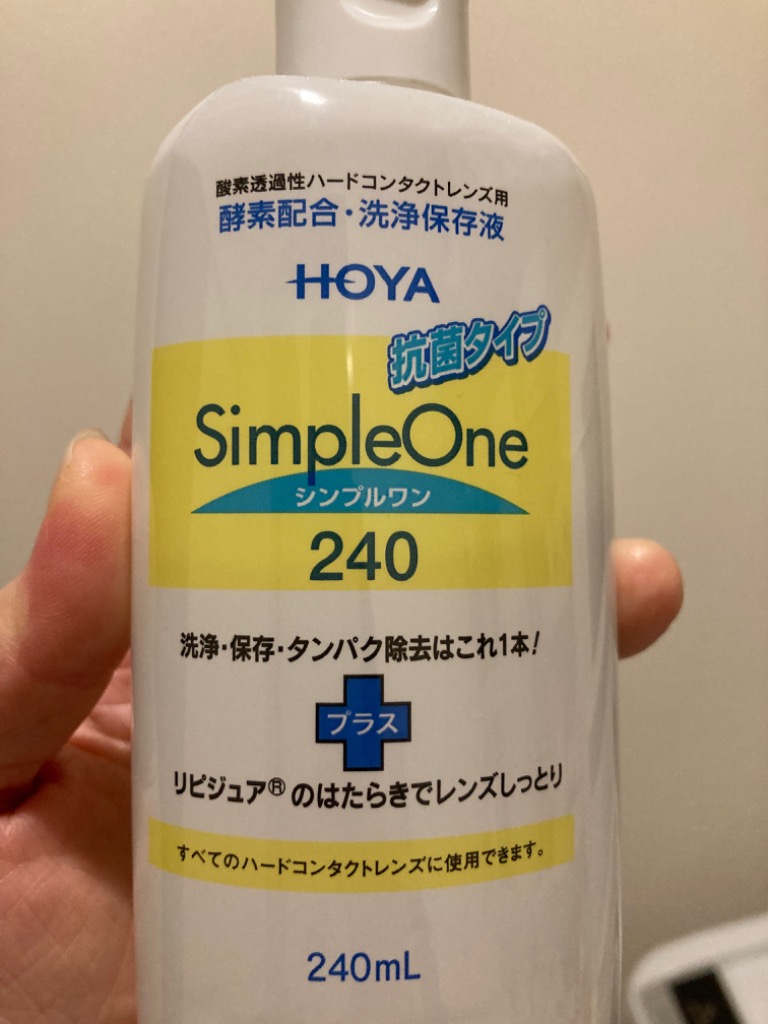 酸素透過性ハードコンタクトレンズ用
酵素配合・洗浄保存液
HOYA
抗菌タイプ
SimpleOne
シンプルワン
240
洗浄・保存・タンパク除去はこれ1本!
プラス
リピジュア®のはたらきでレンズしっとり
すべてのハードコンタクトレンズに使用できます。
240mL